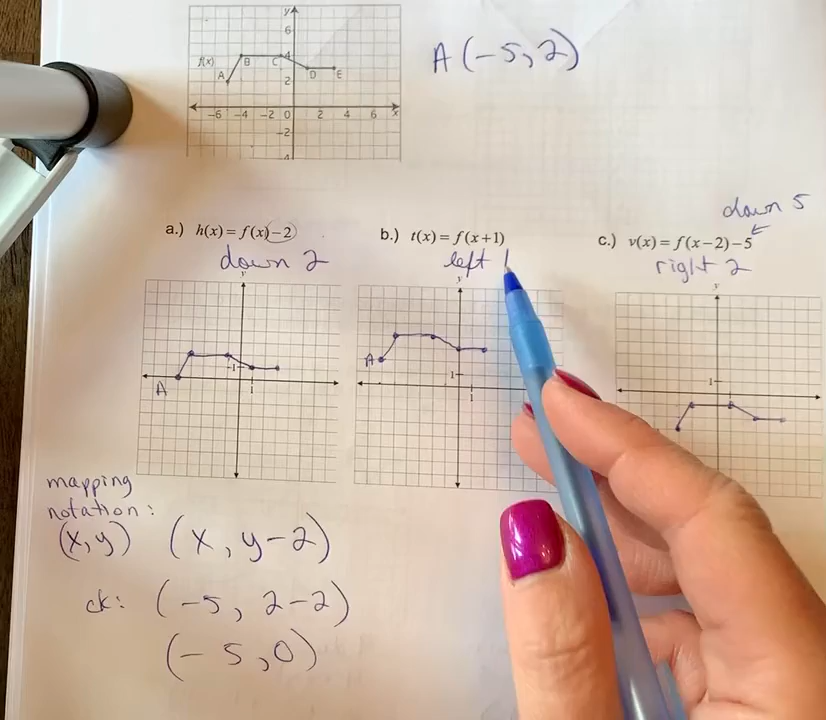 y
6
f(x) B C
A 2 D E
-6 -4 -2 0 2 4 6 x
-2
4
A(-5,2)
down 5
a.) h(x)=f(x)-2
down 2
b.) t(x)=f(x+1)
left 1
c.) v(x)=f(x-2)-5
right 2
y
-1
1
A
y
A
1
1
y
1
mapping
notation:
(x,y) (x, y-2)
ck: (-5, 2-2)
(-5,0)